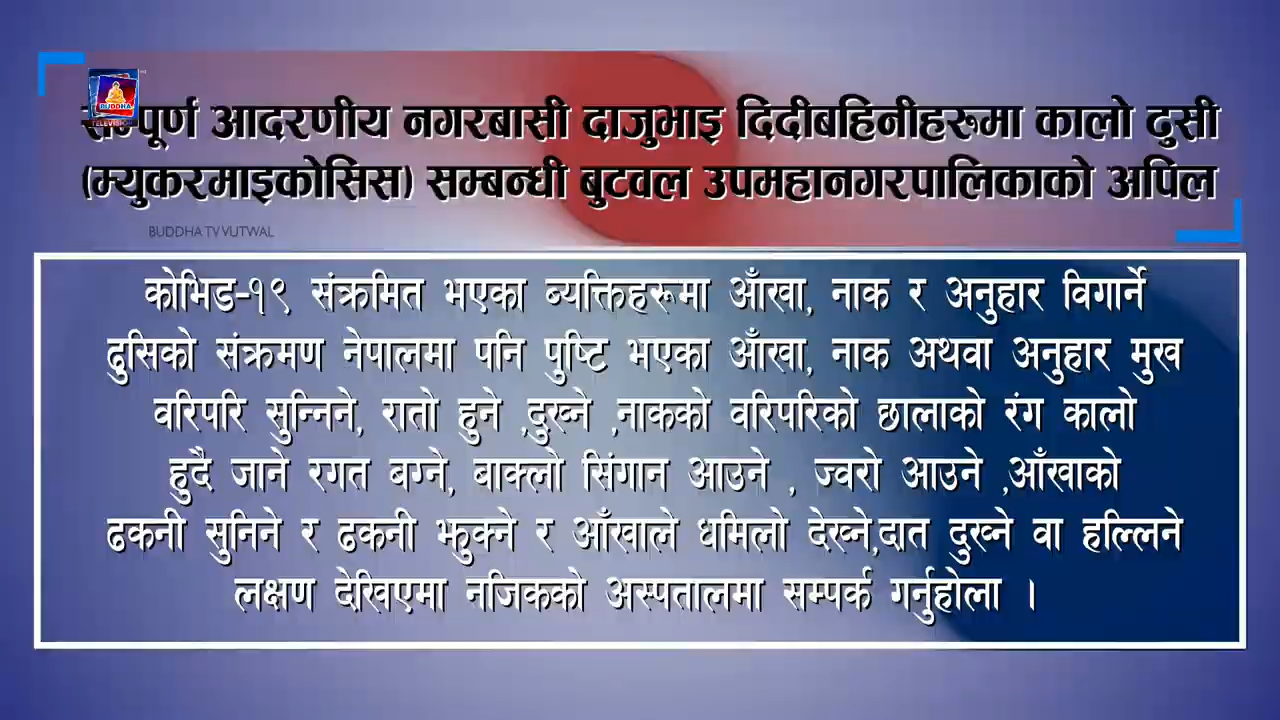 BUDDHA
TELEVISION
सम्पूर्ण आदरणीय नगरबासी दाजुभाइ दिदीबहिनीहरूमा कालो दुसी
(म्युकरमाइकोसिस) सम्बन्धी बुटवल उपमहानगरपालिकाको अपिल
BUDDHA TV VUTWAL
कोभिड-१९ संक्रमित भएका ब्यक्तिहरूमा आँखा, नाक र अनुहार विगार्ने
ढुसिको संक्रमण नेपालमा पनि पुष्टि भएका आँखा, नाक अथवा अनुहार मुख
वरिपरि सुन्निने, रातो हुने ,दुख्ने ,नाकको वरिपरिको छालाको रंग कालो
हुदै जाने रगत बग्ने, बाक्लो सिंगान आउने , ज्वरो आउने ,आँखाको
ढकनी सुनिने र ढकनी झुक्ने र आँखाले धमिलो देख्ने,दात दुख्ने वा हल्लिने
लक्षण देखिएमा नजिकको अस्पतालमा सम्पर्क गर्नुहोला ।